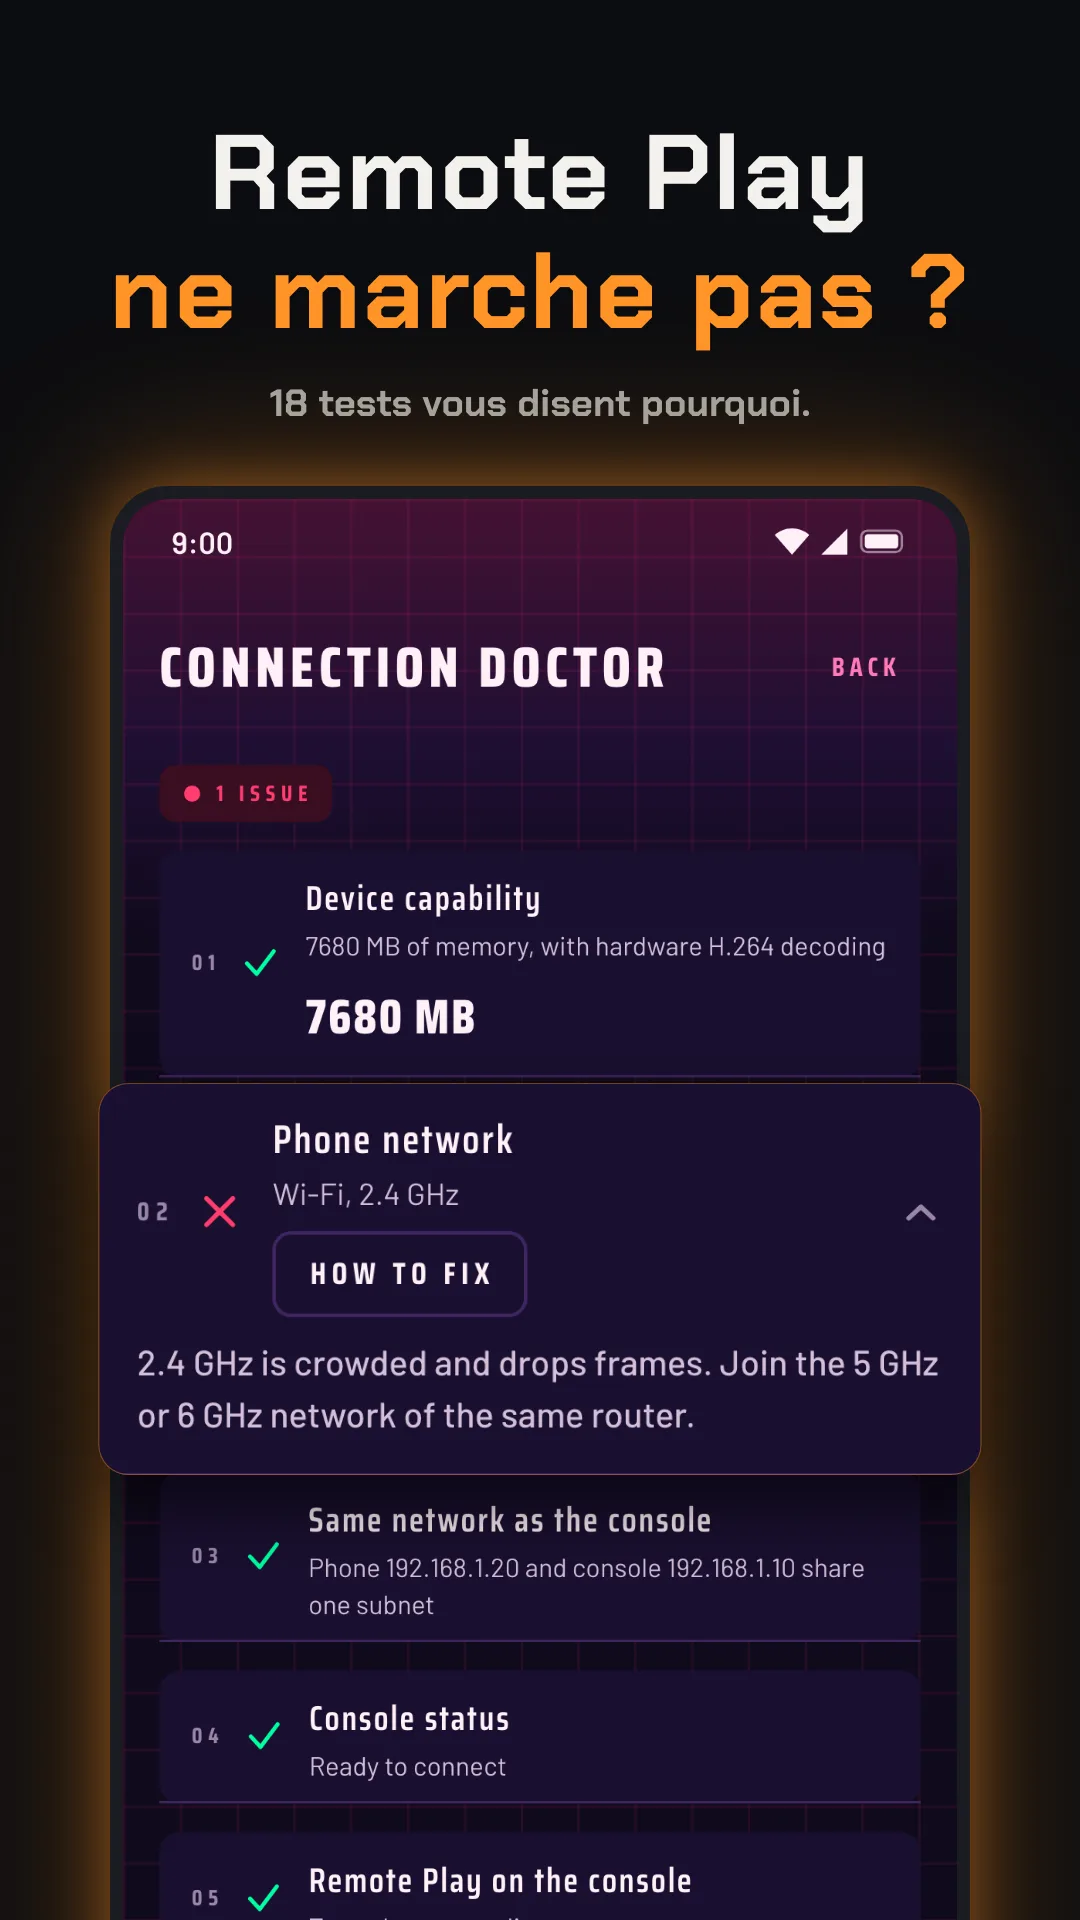 Remote Play
ne marche pas ?
18 tests vous disent pourquoi.
9:00
CONNECTION DOCTOR
BACK
1 ISSUE
Device capability
7680 MB of memory, with hardware H.264 decoding
01
7680 MB
Phone network
Wi-Fi, 2.4 GHz
02
HOW TO FIX
2.4 GHz is crowded and drops frames. Join the 5 GHz
or 6 GHz network of the same router.
Same network as the console
03
Phone 192.168.1.20 and console 192.168.1.10 share
one subnet
Console status
04
Ready to connect
Remote Play on the console
05